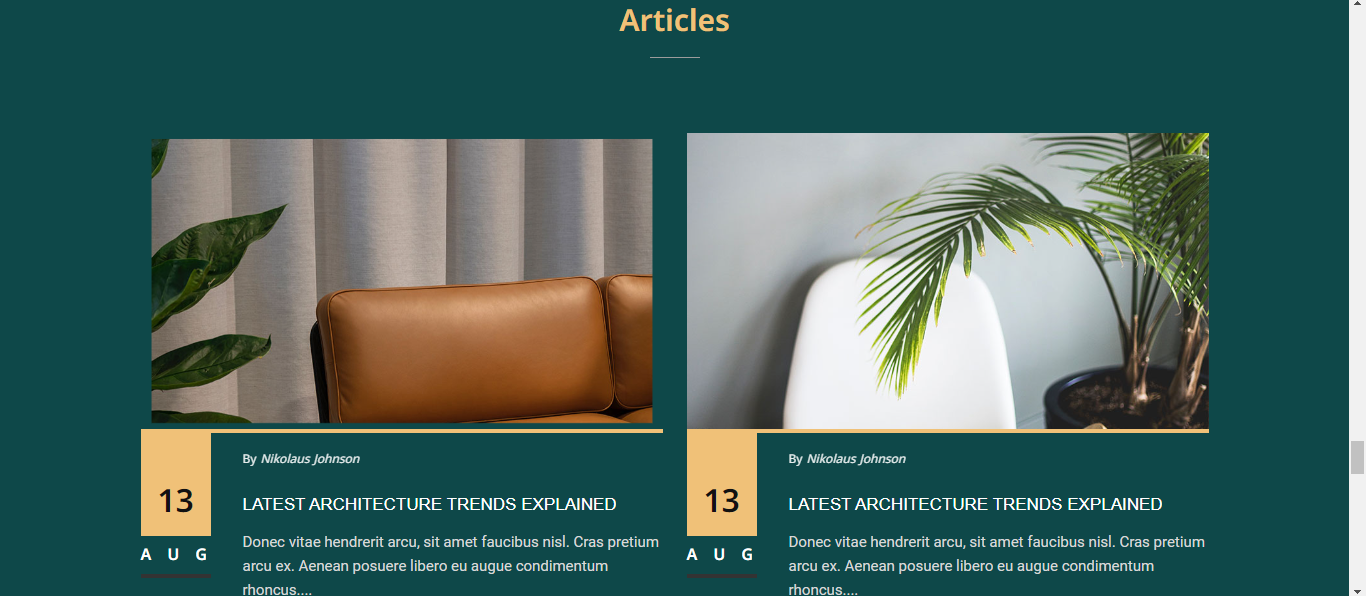 Articles
By Nikolaus Johnson
13
LATEST ARCHITECTURE TRENDS EXPLAINED
A U G
Donec vitae hendrerit arcu, sit amet faucibus nisl. Cras pretium
arcu ex. Aenean posuere libero eu augue condimentum
rhoncus....
By Nikolaus Johnson
13
LATEST ARCHITECTURE TRENDS EXPLAINED
A U G
Donec vitae hendrerit arcu, sit amet faucibus nisl. Cras pretium
arcu ex. Aenean posuere libero eu augue condimentum
rhoncus....